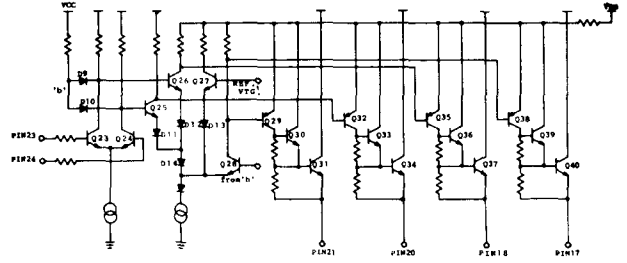 VCC
D9
'b'
D10
Q26
Q27
REF.
VTG.
Q25
PIN23
Q23
Q24
D11
D12
D13
PIN24
D14
Q28
from'b'
Q29
Q30
Q31
Q32
Q33
Q34
Q35
Q36
Q37
Q38
Q39
Q40
PIN21
PIN20
PIN18
PIN17